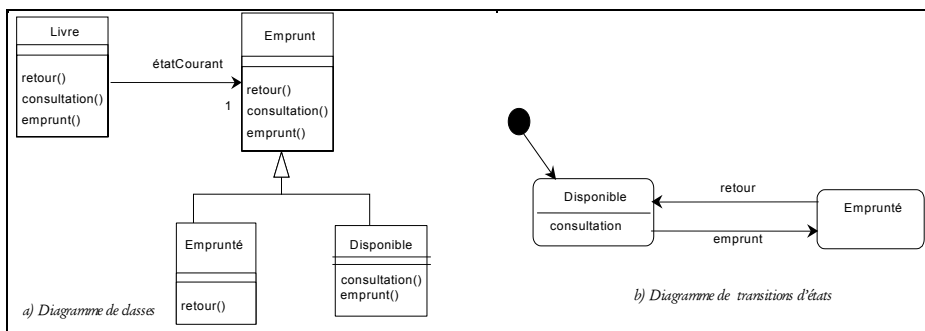 Livre
retour()
consultation()
emprunt()
étatCourant
1
Emprunt
retour()
consultation()
emprunt()
Emprunté
retour()
Disponible
consultation()
emprunt()
a) Diagramme de classes
Disponible
consultation
retour
emprunt
Emprunté
b) Diagramme de transitions d'états